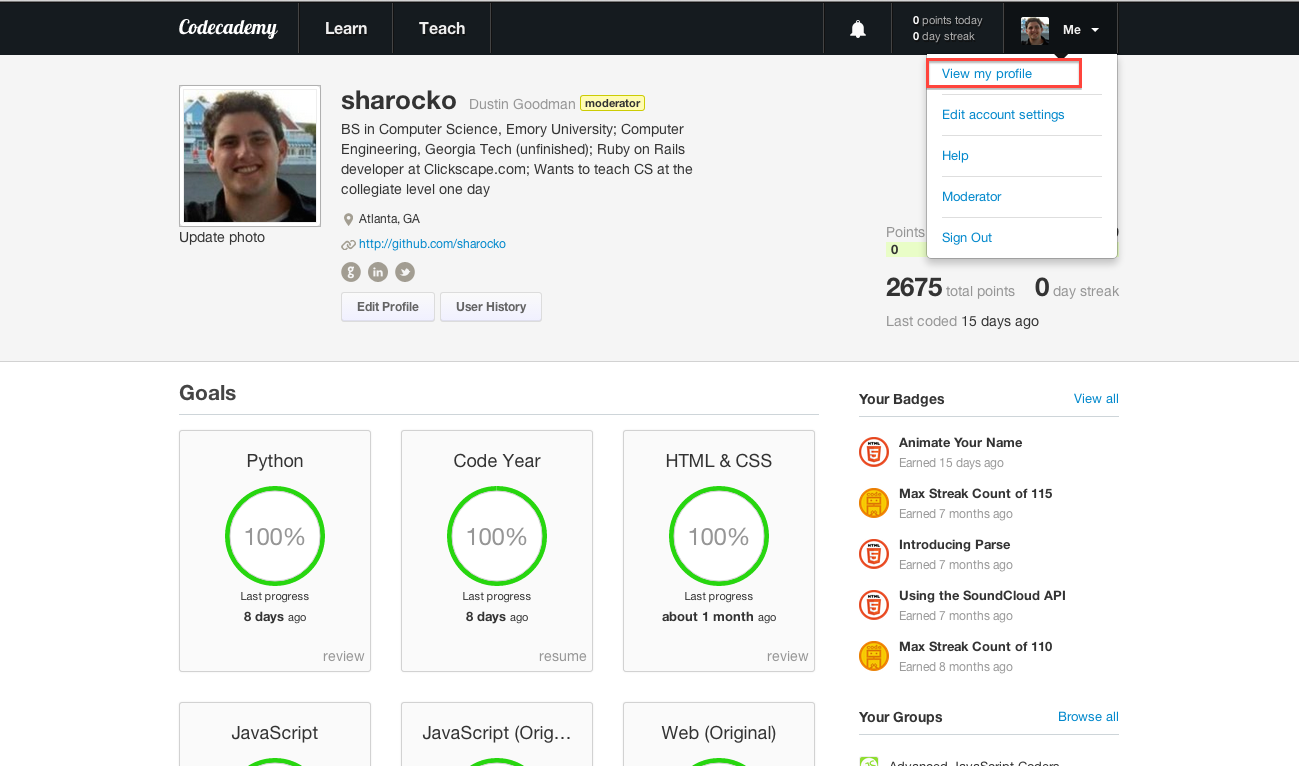 Codecademy
Learn
Teach
0 points today
0 day streak
Me
View my profile
Edit account settings
Help
Moderator
Sign Out
sharocko Dustin Goodman moderator
BS in Computer Science, Emory University; Computer
Engineering, Georgia Tech (unfinished); Ruby on Rails
developer at Clickscape.com; Wants to teach CS at the
collegiate level one day
Atlanta, GA
http://github.com/sharocko
Update photo
Edit Profile
User History
Points
0
2675 total points 0 day streak
Last coded 15 days ago
Goals
Python
100%
Last progress
8 days ago
review
Code Year
100%
Last progress
8 days ago
resume
HTML & CSS
100%
Last progress
about 1 month ago
review
JavaScript
JavaScript (Orig…
Web (Original)
Your Badges View all
HTML
Animate Your Name
Earned 15 days ago
Max Streak Count of 115
Earned 7 months ago
HTML
Introducing Parse
Earned 7 months ago
HTML
Using the SoundCloud API
Earned 7 months ago
Max Streak Count of 110
Earned 8 months ago
Your Groups Browse all
Advanced JavaScript Coders